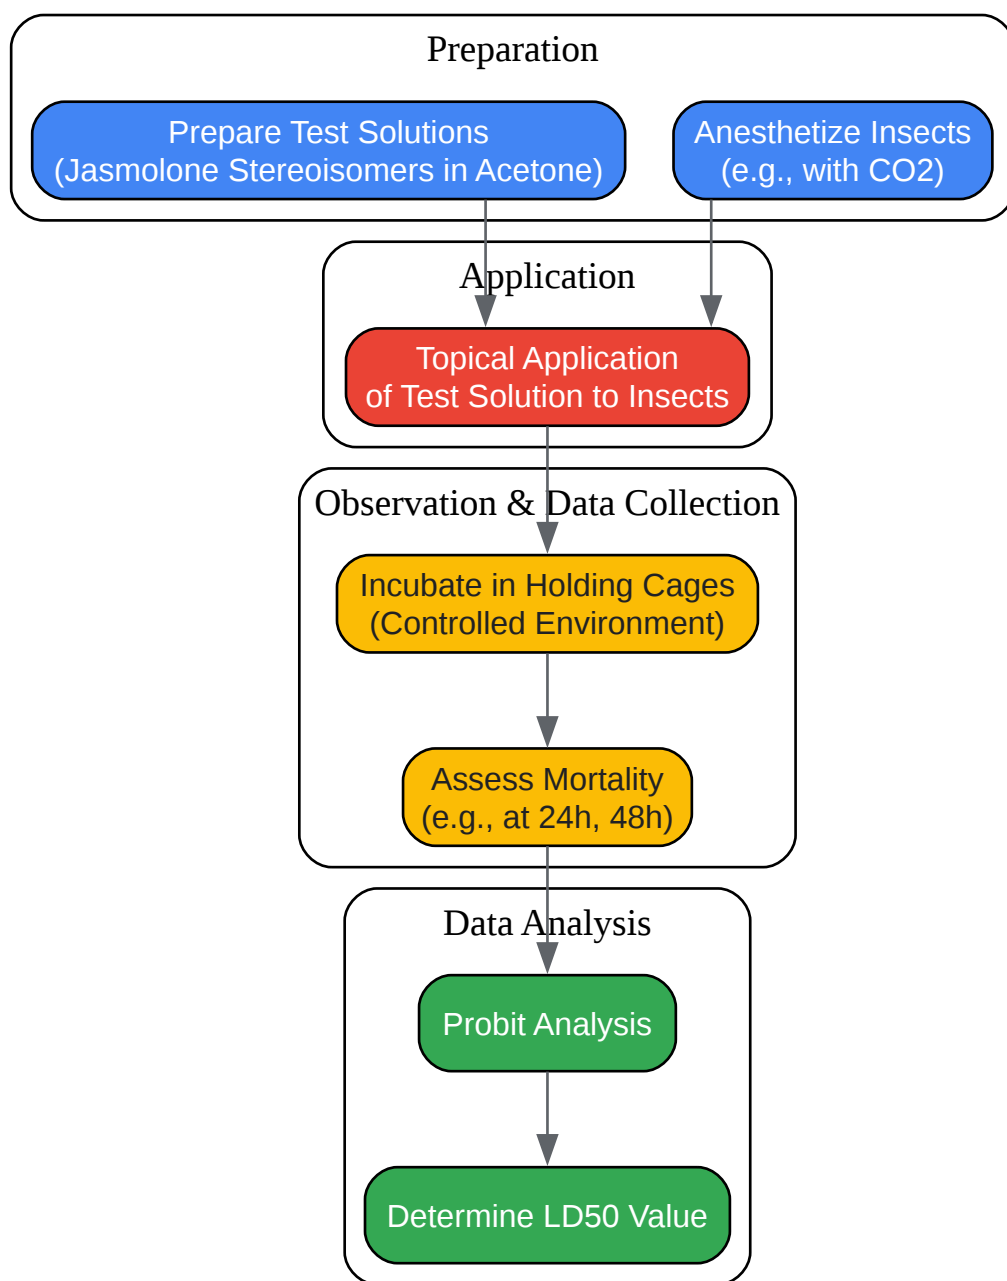 Preparation
Prepare Test Solutions
(Jasmolone Stereoisomers in Acetone)
Anesthetize Insects
(e.g., with CO2)
Application
Topical Application
of Test Solution to Insects
Observation & Data Collection
Incubate in Holding Cages
(Controlled Environment)
Assess Mortality
(e.g., at 24h, 48h)
Data Analysis
Probit Analysis
Determine LD50 Value